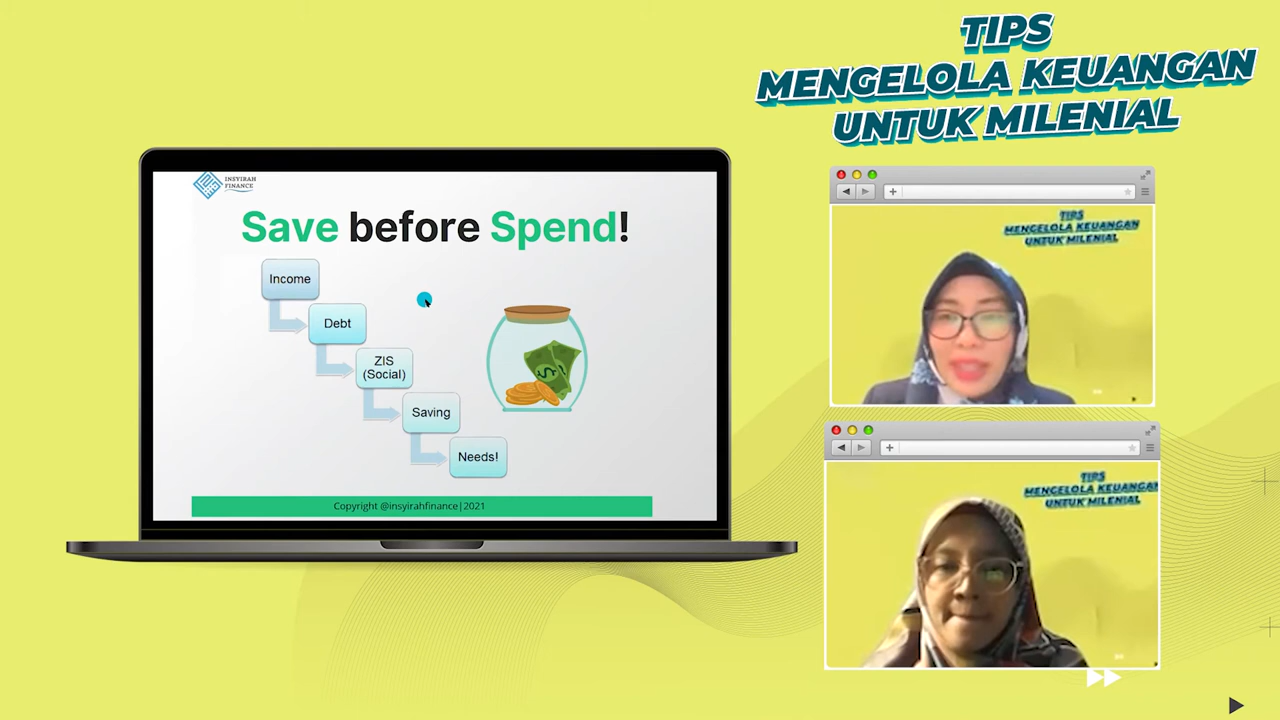 TIPS
MENGELOLA KEUANGAN
UNTUK MILENIAL
INSYIRAH
FINANCE
Save before Spend!
Income
Debt
ZIS
(Social)
Saving
Needs!
Copyright @insyirahfinance|2021
TIPS
MENGELOLA KEUANGAN
UNTUK MILENIAL
TIPS
MENGELOLA KEUANGAN
UNTUK MILENIAL